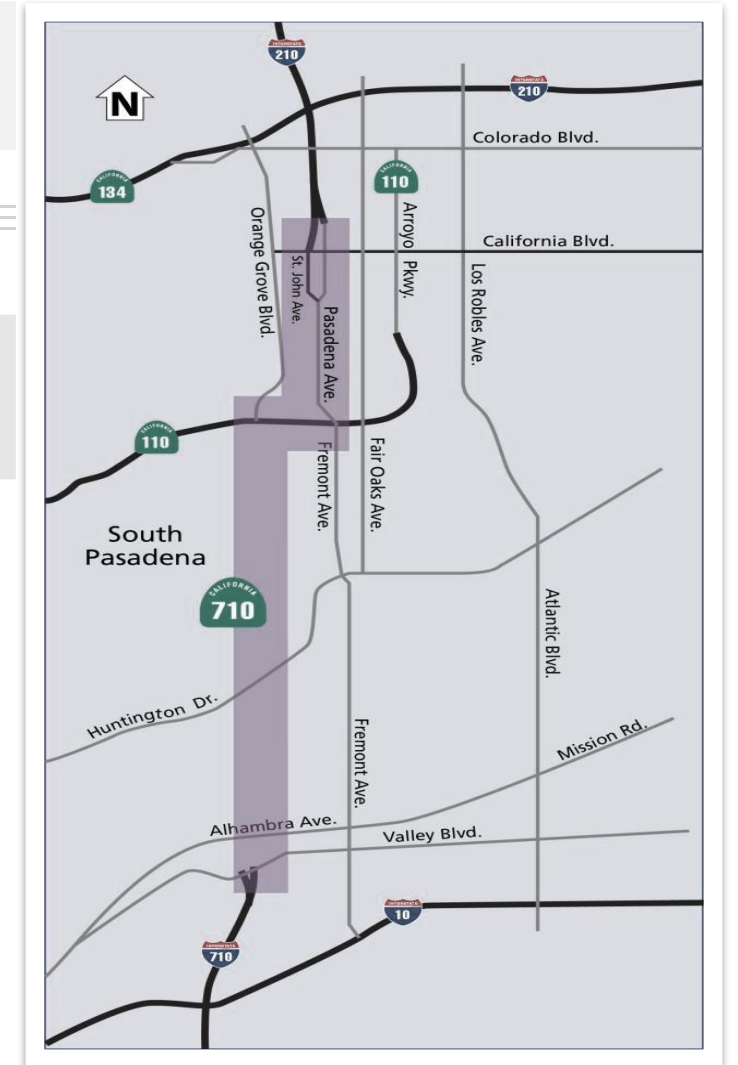 INTERSTATE
210
N
INTERSTATE
210
Colorado Blvd.
CALIFORNIA
134
CALIFORNIA
110
Orange Grove Blvd.
St. John Ave.
Arroyo Pkwy.
California Blvd.
Los Robles Ave.
Pasadena Ave.
CALIFORNIA
110
Fremont Ave.
Fair Oaks Ave.
South
Pasadena
CALIFORNIA
710
Atlantic Blvd.
Huntington Dr.
Fremont Ave.
Mission Rd.
Alhambra Ave.
Valley Blvd.
INTERSTATE
10
INTERSTATE
710